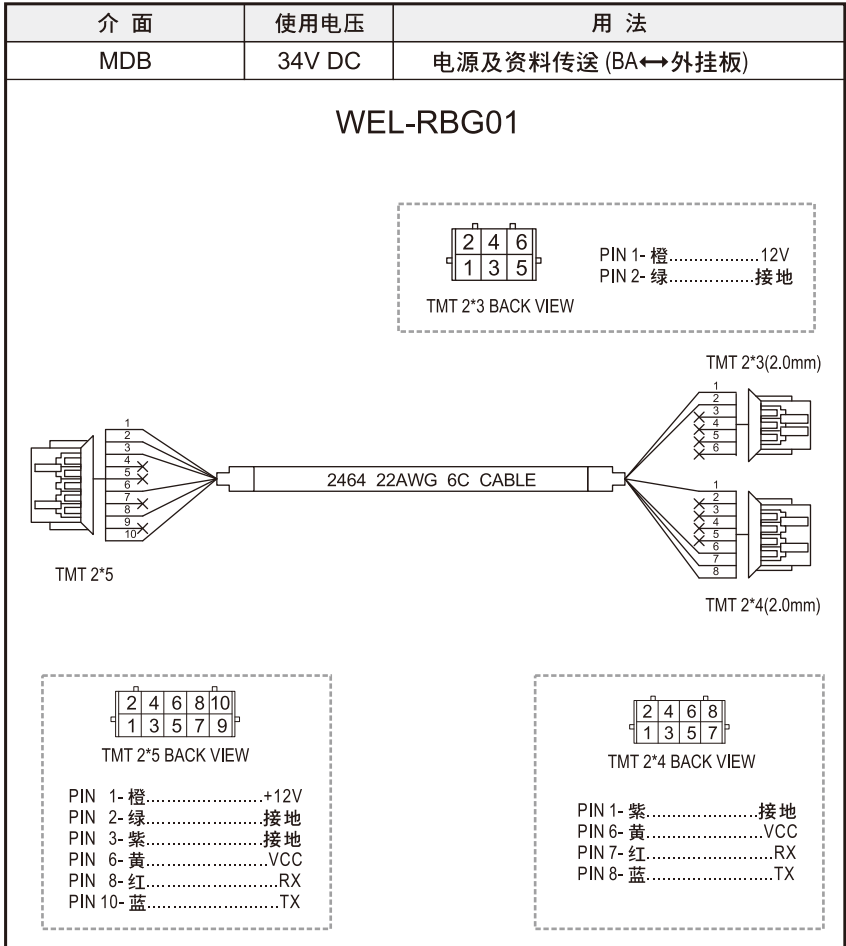 介 面 使用电压 用 法
MDB 34V DC 电源及资料传送 (BA↔外挂板)
WEL-RBG01
2 4 6
1 3 5
TMT 2*3 BACK VIEW
PIN 1- 橙..................12V
PIN 2- 绿.................接地
TMT 2*3(2.0mm)
1
2
3
4
5
6
1
2
3
4
5
6
7
8
9
10
2464 22AWG 6C CABLE
1
2
3
4
5
6
7
8
TMT 2*5
TMT 2*4(2.0mm)
2 4 6 8 10
1 3 5 7 9
TMT 2*5 BACK VIEW
PIN 1- 橙.......................+12V
PIN 2- 绿.......................接地
PIN 3- 紫.......................接地
PIN 6- 黄........................VCC
PIN 8- 红..........................RX
PIN 10- 蓝..........................TX
2 4 6 8
1 3 5 7
TMT 2*4 BACK VIEW
PIN 1- 紫......................接地
PIN 6- 黄.......................VCC
PIN 7- 红.........................RX
PIN 8- 蓝.........................TX